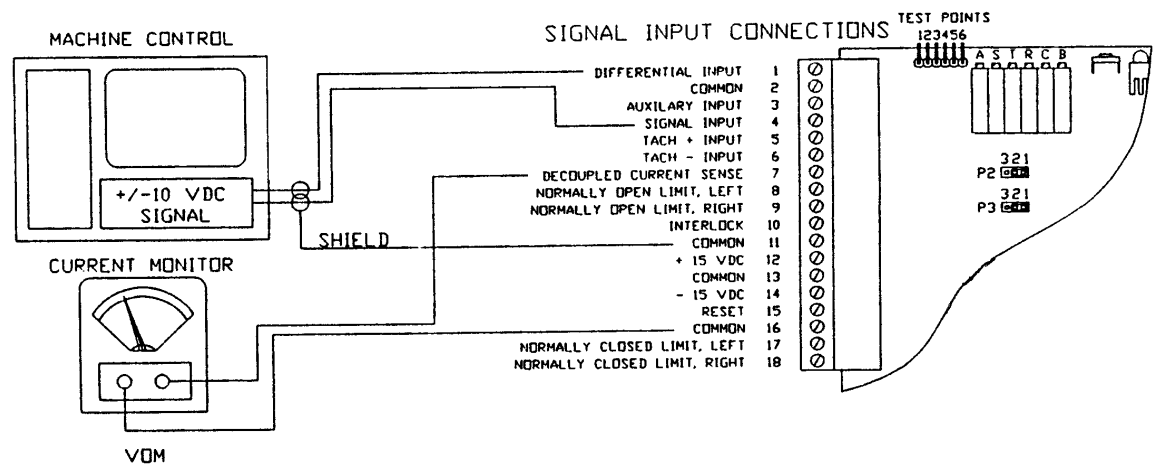 MACHINE CONTROL
+/-10 VDC
SIGNAL
SHIELD
CURRENT MONITOR
VOM
SIGNAL INPUT CONNECTIONS
TEST POINTS
123456
A S T R C B
DIFFERENTIAL INPUT 1
COMMON 2
AUXILARY INPUT 3
SIGNAL INPUT 4
TACH + INPUT 5
TACH - INPUT 6
DECOUPLED CURRENT SENSE 7
NORMALLY OPEN LIMIT, LEFT 8
NORMALLY OPEN LIMIT, RIGHT 9
INTERLOCK 10
COMMON 11
+ 15 VDC 12
COMMON 13
- 15 VDC 14
RESET 15
COMMON 16
NORMALLY CLOSED LIMIT, LEFT 17
NORMALLY CLOSED LIMIT, RIGHT 18
321
P2
321
P3